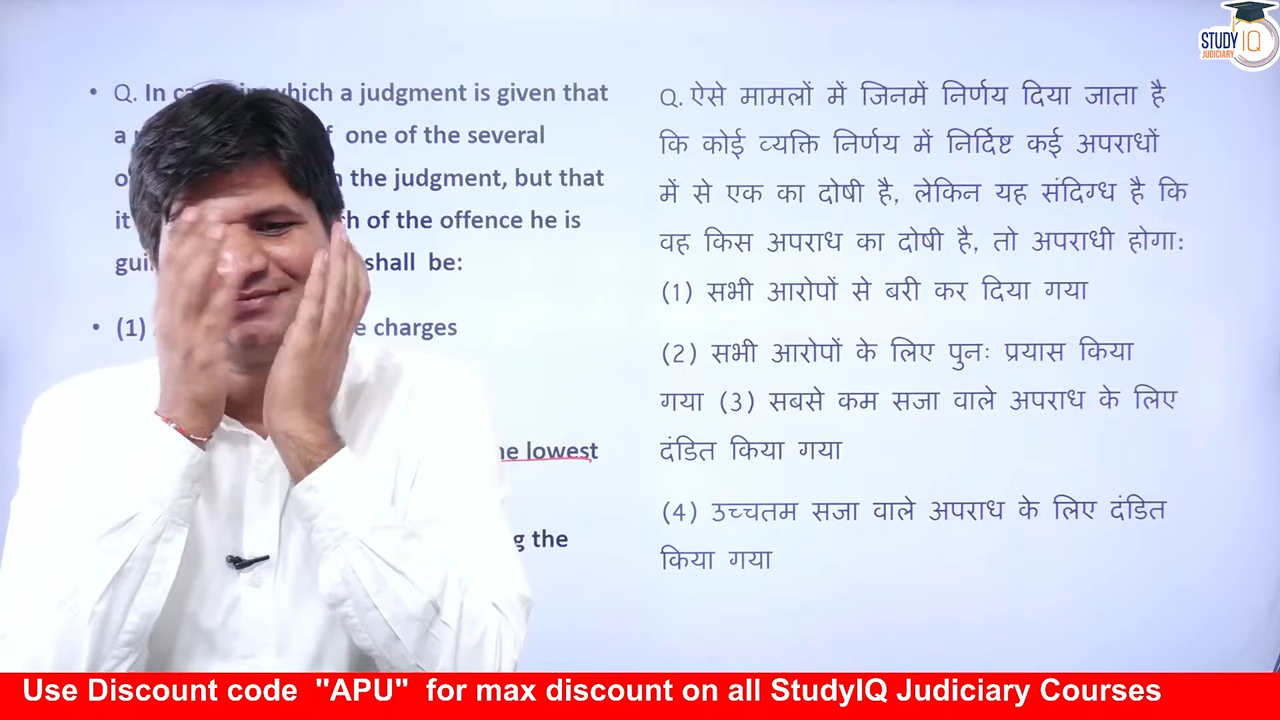 STUDY IQ
JUDICIARY
• Q. In which a judgment is given that
a one of the several
the judgment, but that
it of the offence he is
shall be:
• (1) charges
lowest
the
Q. ऐसे मामलों में जिनमें निर्णय दिया जाता है
कि कोई व्यक्ति निर्णय में निर्दिष्ट कई अपराधों
में से एक का दोषी है, लेकिन यह संदिग्ध है कि
वह किस अपराध का दोषी है, तो अपराधी होगा:
(1) सभी आरोपों से बरी कर दिया गया
(2) सभी आरोपों के लिए पुनः प्रयास किया
गया (3) सबसे कम सजा वाले अपराध के लिए
दंडित किया गया
(4) उच्चतम सजा वाले अपराध के लिए दंडित
किया गया
Use Discount code "APU" for max discount on all StudyIQ Judiciary Courses